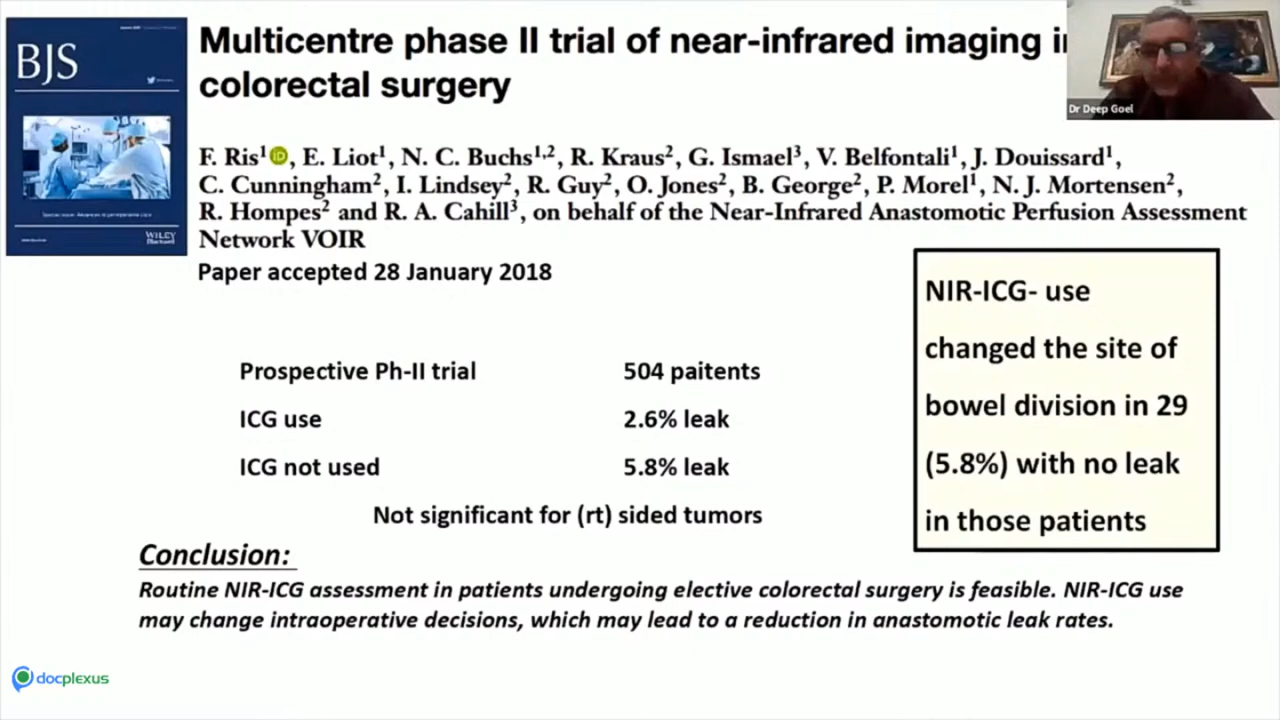 BJS
Multicentre phase II trial of near-infrared imaging
colorectal surgery
Dr Deep Goel
F. Ris¹ iD, E. Liot¹, N. C. Buchs¹,², R. Kraus², G. Ismael³, V. Belfontali¹, J. Douissard¹,
C. Cunningham², I. Lindsey², R. Guy², O. Jones², B. George², P. Morel¹, N. J. Mortensen²,
R. Hompes² and R. A. Cahill³, on behalf of the Near-Infrared Anastomotic Perfusion Assessment
Network VOIR
WILEY
Blackwell
Paper accepted 28 January 2018
Prospective Ph-II trial 504 paitents
ICG use 2.6% leak
ICG not used 5.8% leak
Not significant for (rt) sided tumors
NIR-ICG- use
changed the site of
bowel division in 29
(5.8%) with no leak
in those patients
Conclusion:
Routine NIR-ICG assessment in patients undergoing elective colorectal surgery is feasible. NIR-ICG use
may change intraoperative decisions, which may lead to a reduction in anastomotic leak rates.
docplexus